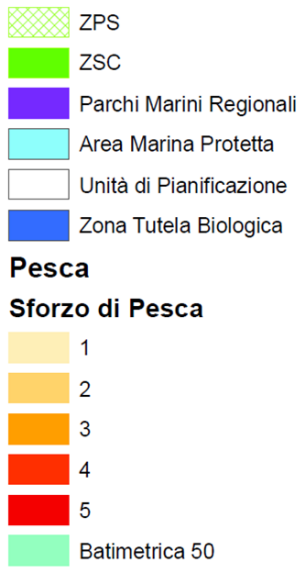 ZPS
ZSC
Parchi Marini Regionali
Area Marina Protetta
Unità di Pianificazione
Zona Tutela Biologica
Pesca
Sforzo di Pesca
1
2
3
4
5
Batimetrica 50